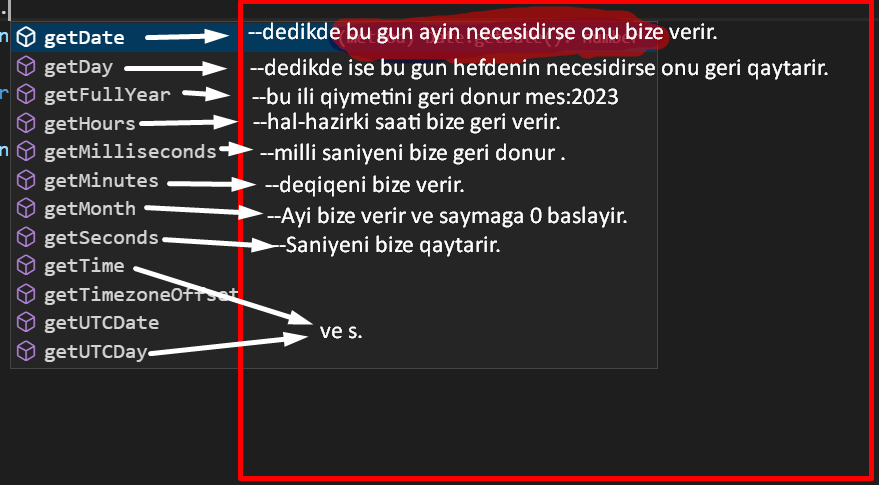 getDate --dedikde bu gun ayin necesidirse onu bize verir.
getDay --dedikde ise bu gun hefdenin necesidirse onu geri qaytarir.
getFullYear --bu ili qiymetini geri donur mes:2023
getHours --hal-hazirki saati bize geri verir.
getMilliseconds --milli saniyeni bize geri donur .
getMinutes --deqiqeni bize verir.
getMonth --Ayi bize verir ve saymaga 0 baslayir.
getSeconds --Saniyeni bize qaytarir.
getTime
getTimezoneOffset
getUTCDate ve s.
getUTCDay